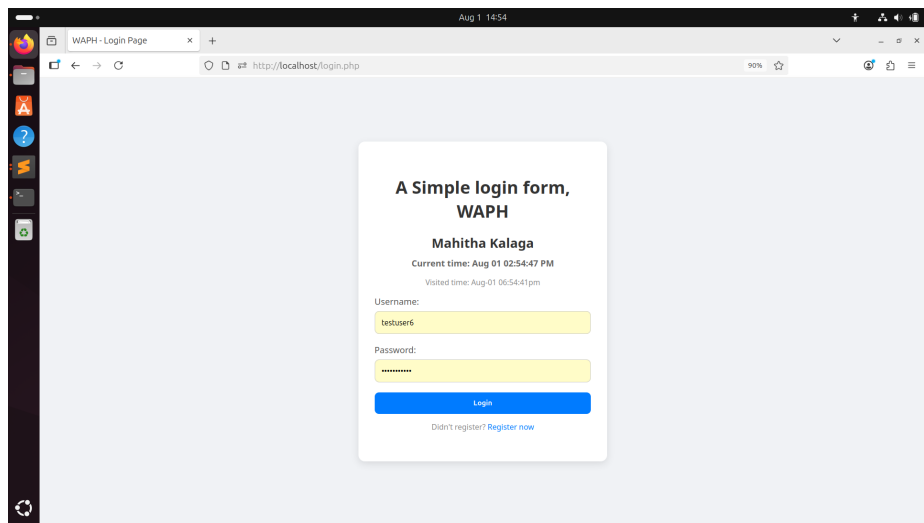 Aug 1 14:54
WAPH - Login Page
http://localhost/login.php
90%
A Simple login form,
WAPH
Mahitha Kalaga
Current time: Aug 01 02:54:47 PM
Visited time: Aug-01 06:54:41pm
Username:
testuser6
Password:
•••••••••••
Login
Didn't register? Register now